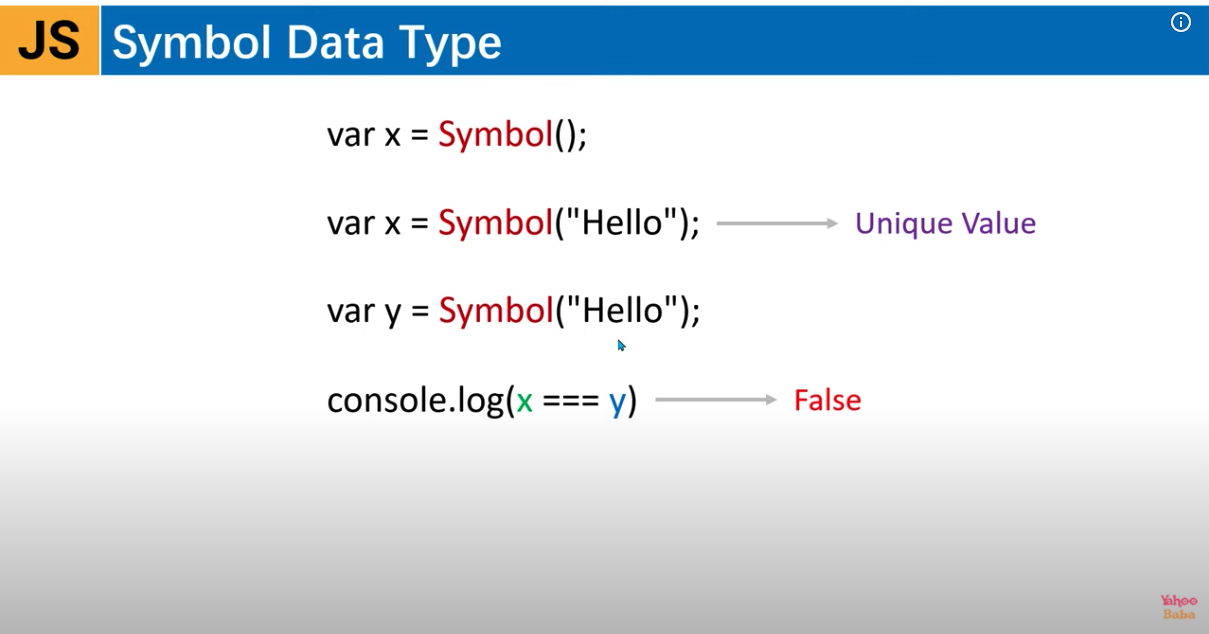 JS Symbol Data Type
var x = Symbol();
var x = Symbol("Hello"); Unique Value
var y = Symbol("Hello");
console.log(x === y) False
Yahoo
Baba